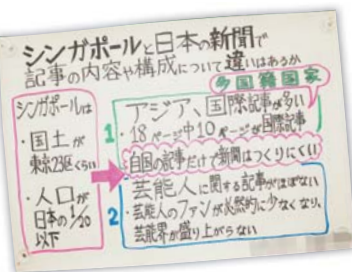 シンガポールと日本の新聞で
記事の内容や構成について違いはあるか
多国籍国家
シンガポールは
・国土が
東京23区くらい
・人口が
日本の1/20
以下
1
アジア、国際記事が多い
・18ページ中10ページが国際記事
自国の記事だけで新聞はつくりにくい
2
芸能人に関する記事がほぼない
・芸能人のファンが必然的に少なくなり、
芸能界が盛り上がらない